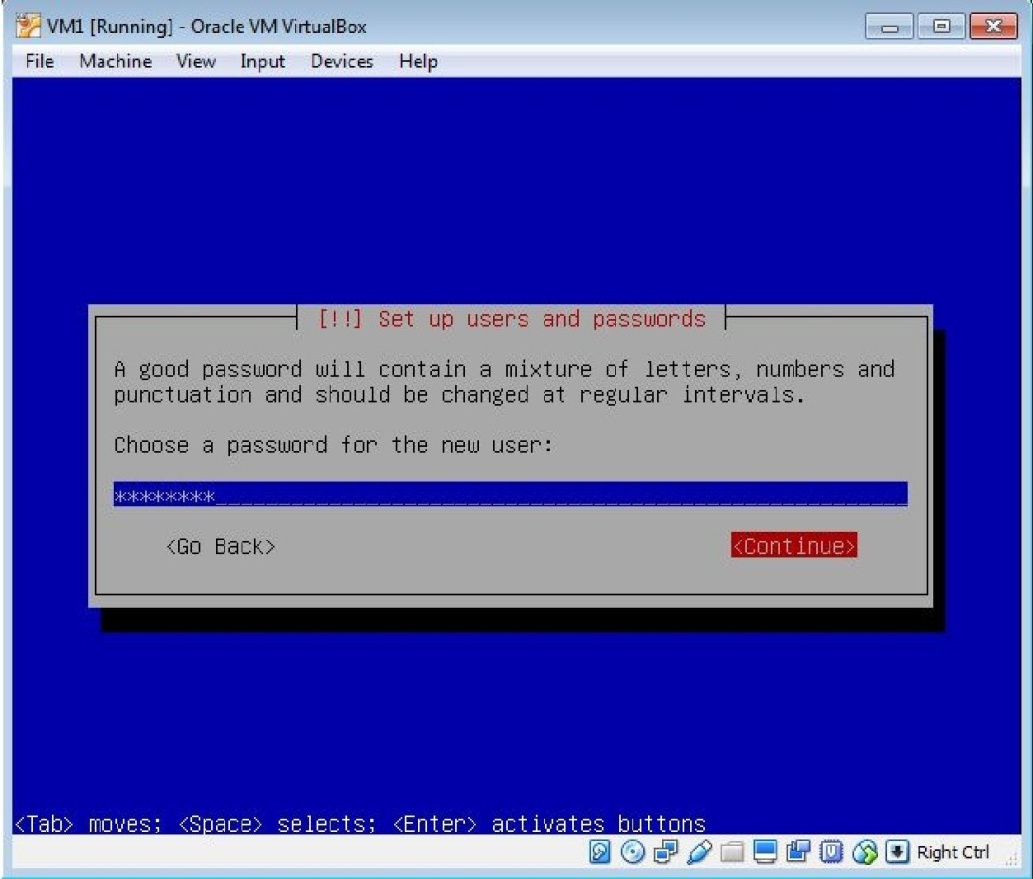 VM1 [Running] - Oracle VM VirtualBox
File Machine View Input Devices Help
[!!] Set up users and passwords
A good password will contain a mixture of letters, numbers and
punctuation and should be changed at regular intervals.
Choose a password for the new user:
********
<Go Back> <Continue>
<Tab> moves; <Space> selects; <Enter> activates buttons
Right Ctrl